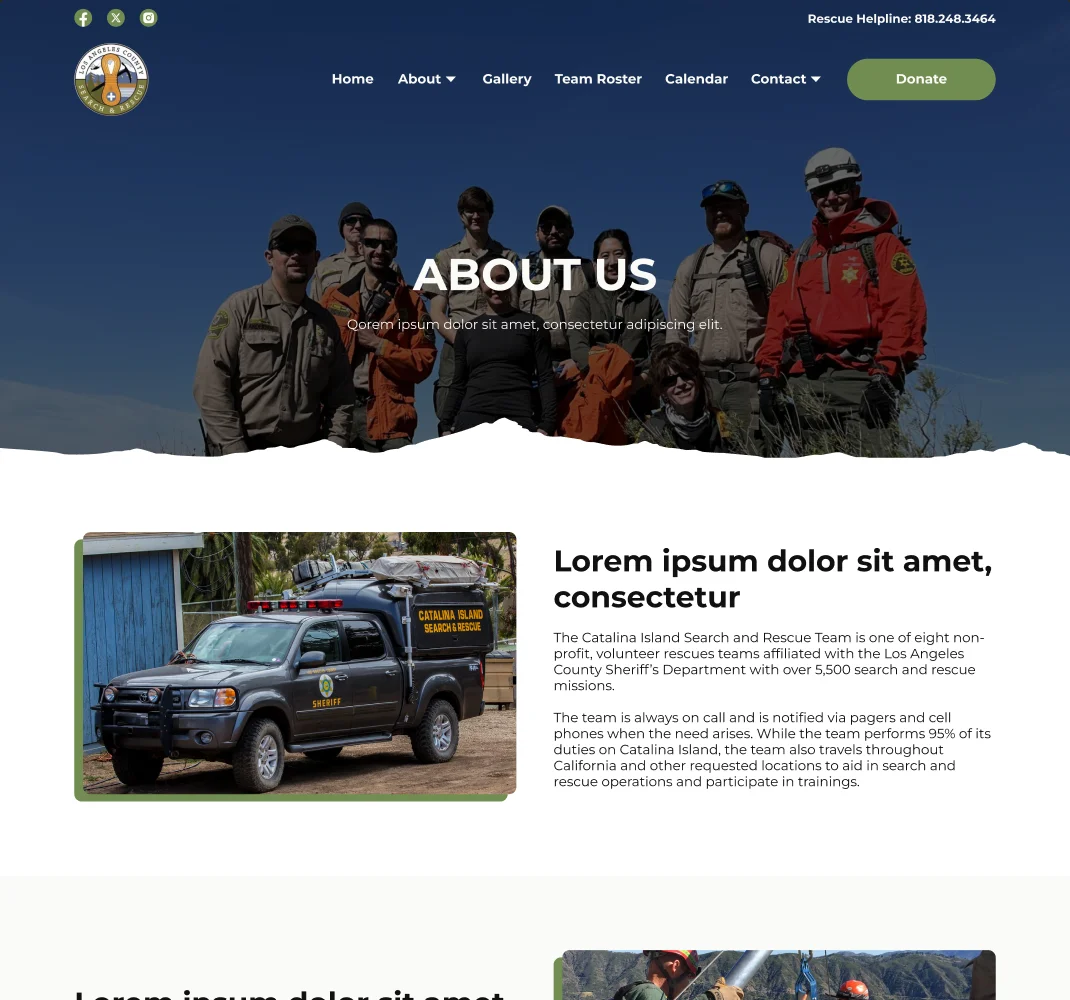 Rescue Helpline: 818.248.3464
LOS ANGELES COUNTY
SEARCH & RESCUE
Home About Gallery Team Roster Calendar Contact Donate
ABOUT US
Qorem ipsum dolor sit amet, consectetur adipiscing elit.
CATALINA ISLAND
SEARCH & RESCUE
SHERIFF
Lorem ipsum dolor sit amet,
consectetur
The Catalina Island Search and Rescue Team is one of eight non-
profit, volunteer rescues teams affiliated with the Los Angeles
County Sheriff's Department with over 5,500 search and rescue
missions.
The team is always on call and is notified via pagers and cell
phones when the need arises. While the team performs 95% of its
duties on Catalina Island, the team also travels throughout
California and other requested locations to aid in search and
rescue operations and participate in trainings.
Lorem ipsum dolor sit amet,